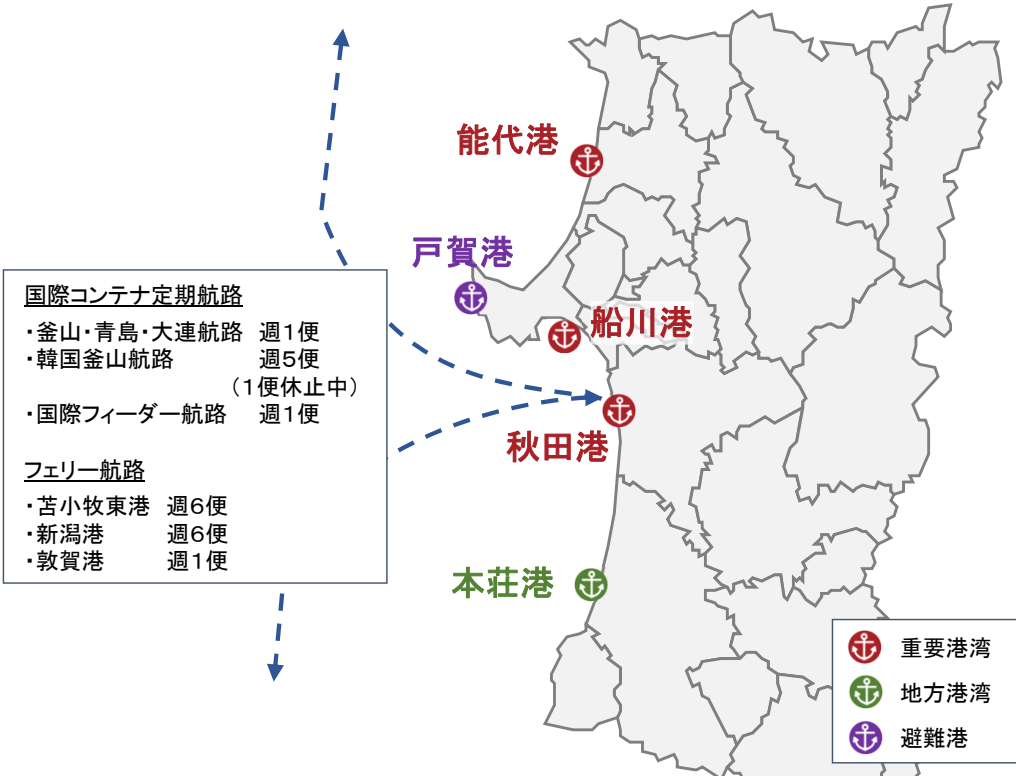 能代港
戸賀港
国際コンテナ定期航路
・釜山・青島・大連航路 週1便
・韓国釜山航路 週5便
（1便休止中）
・国際フィーダー航路 週1便
フェリー航路
・苫小牧東港 週6便
・新潟港 週6便
・敦賀港 週1便
船川港
秋田港
本荘港
重要港湾
地方港湾
避難港